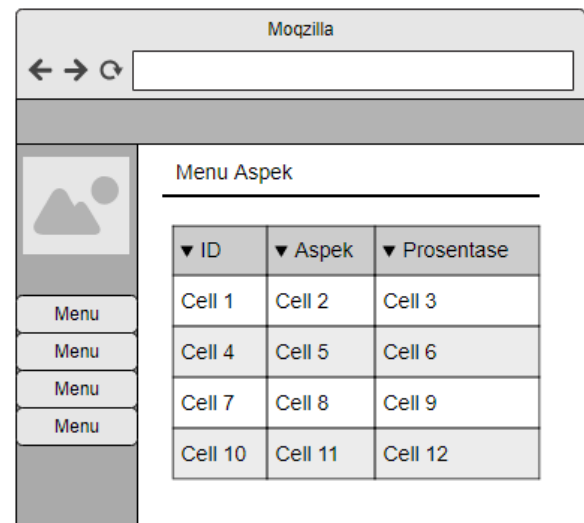 Moqzilla
Menu Aspek
▼ ID ▼ Aspek ▼ Prosentase
Cell 1 Cell 2 Cell 3
Cell 4 Cell 5 Cell 6
Cell 7 Cell 8 Cell 9
Cell 10 Cell 11 Cell 12
Menu
Menu
Menu
Menu